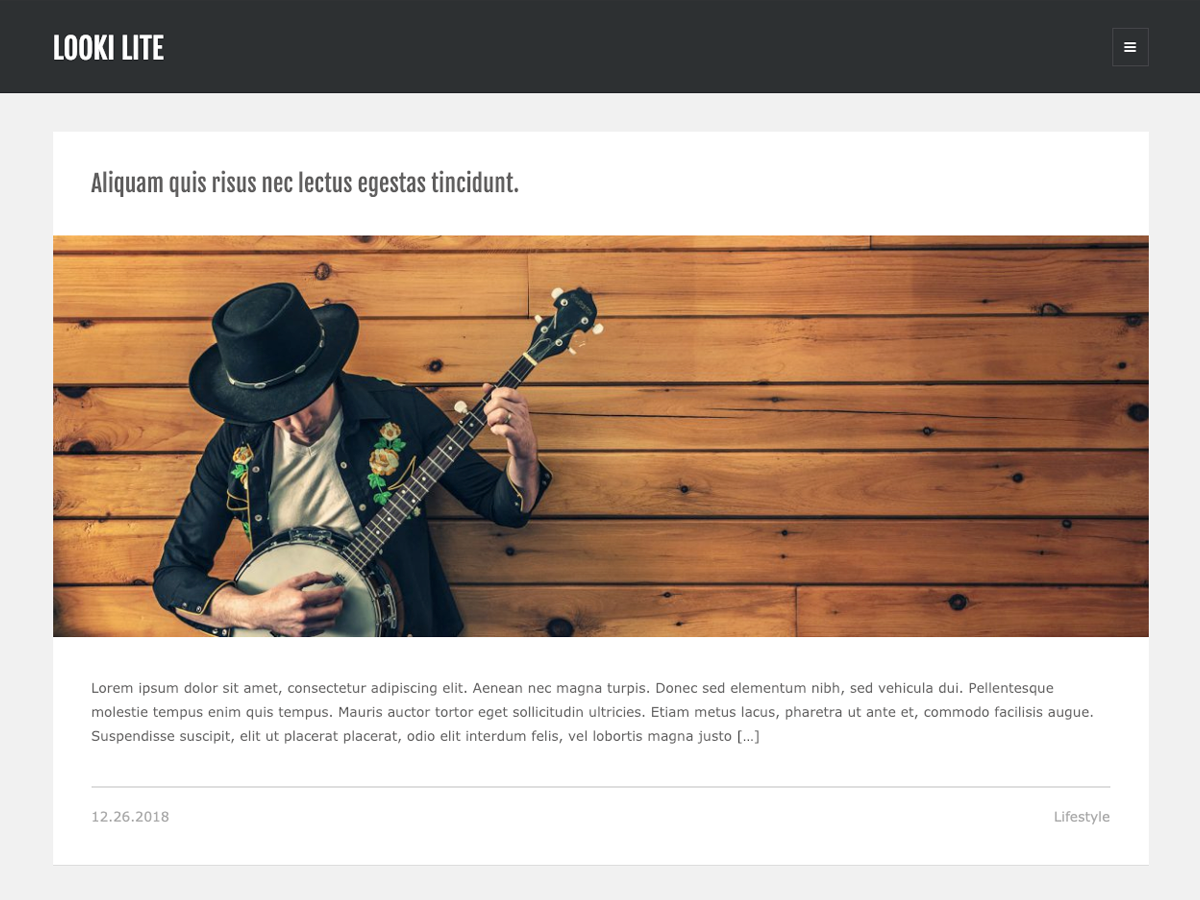 LOOKI LITE
Aliquam quis risus nec lectus egestas tincidunt.
Lorem ipsum dolor sit amet, consectetur adipiscing elit. Aenean nec magna turpis. Donec sed elementum nibh, sed vehicula dui. Pellentesque
molestie tempus enim quis tempus. Mauris auctor tortor eget sollicitudin ultricies. Etiam metus lacus, pharetra ut ante et, commodo facilisis augue.
Suspendisse suscipit, elit ut placerat placerat, odio elit interdum felis, vel lobortis magna justo […]
12.26.2018 Lifestyle